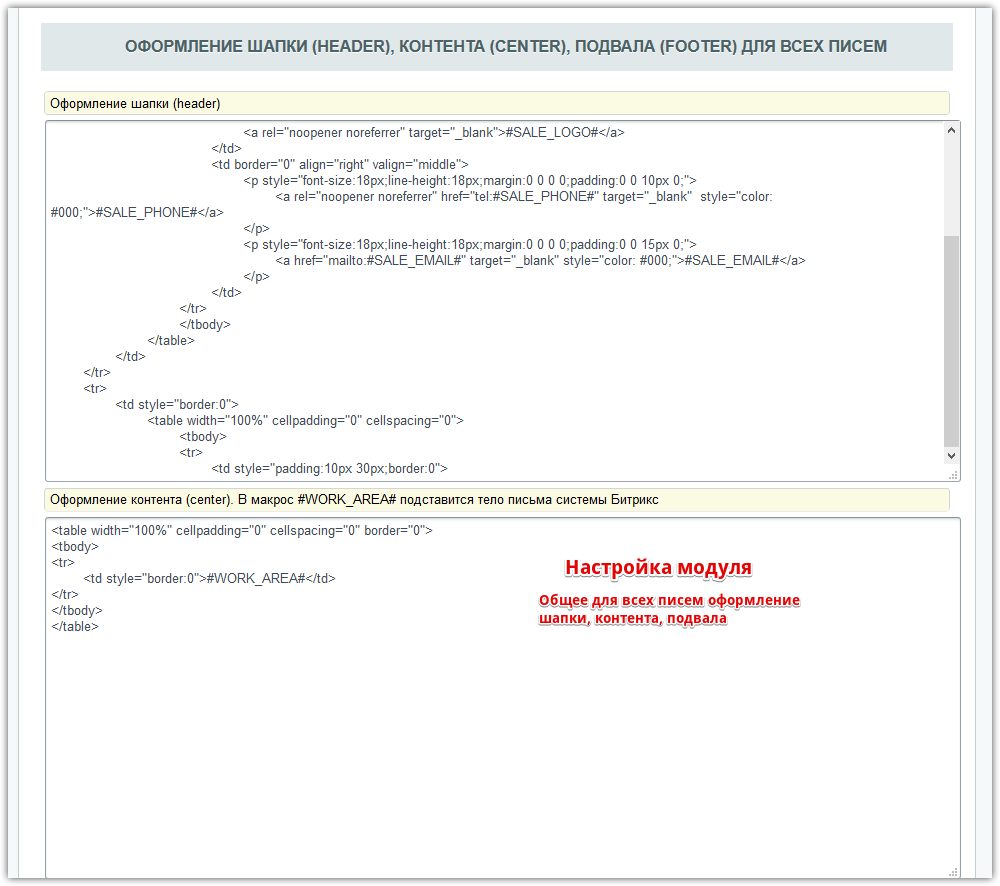 ОФОРМЛЕНИЕ ШАПКИ (HEADER), КОНТЕНТА (CENTER), ПОДВАЛА (FOOTER) ДЛЯ ВСЕХ ПИСЕМ
Оформление шапки (header)
<a rel="noopener noreferrer" target="_blank">#SALE_LOGO#</a>
</td>
<td border="0" align="right" valign="middle">
<p style="font-size:18px;line-height:18px;margin:0 0 0 0;padding:0 0 10px 0;">
<a rel="noopener noreferrer" href="tel:#SALE_PHONE#" target="_blank"  style="color:
#000;">#SALE_PHONE#</a>
</p>
<p style="font-size:18px;line-height:18px;margin:0 0 0 0;padding:0 0 15px 0;">
<a href="mailto:#SALE_EMAIL#" target="_blank" style="color: #000;">#SALE_EMAIL#</a>
</p>
</td>
</tr>
</tbody>
</table>
</td>
</tr>
<tr>
<td style="border:0">
<table width="100%" cellpadding="0" cellspacing="0">
<tbody>
<tr>
<td style="padding:10px 30px;border:0">
Оформление контента (center). В макрос #WORK_AREA# подставится тело письма системы Битрикс
<table width="100%" cellpadding="0" cellspacing="0" border="0">
<tbody>
<tr>
<td style="border:0">#WORK_AREA#</td>
</tr>
</tbody>
</table>
Настройка модуля
Общее для всех писем оформление
шапки, контента, подвала